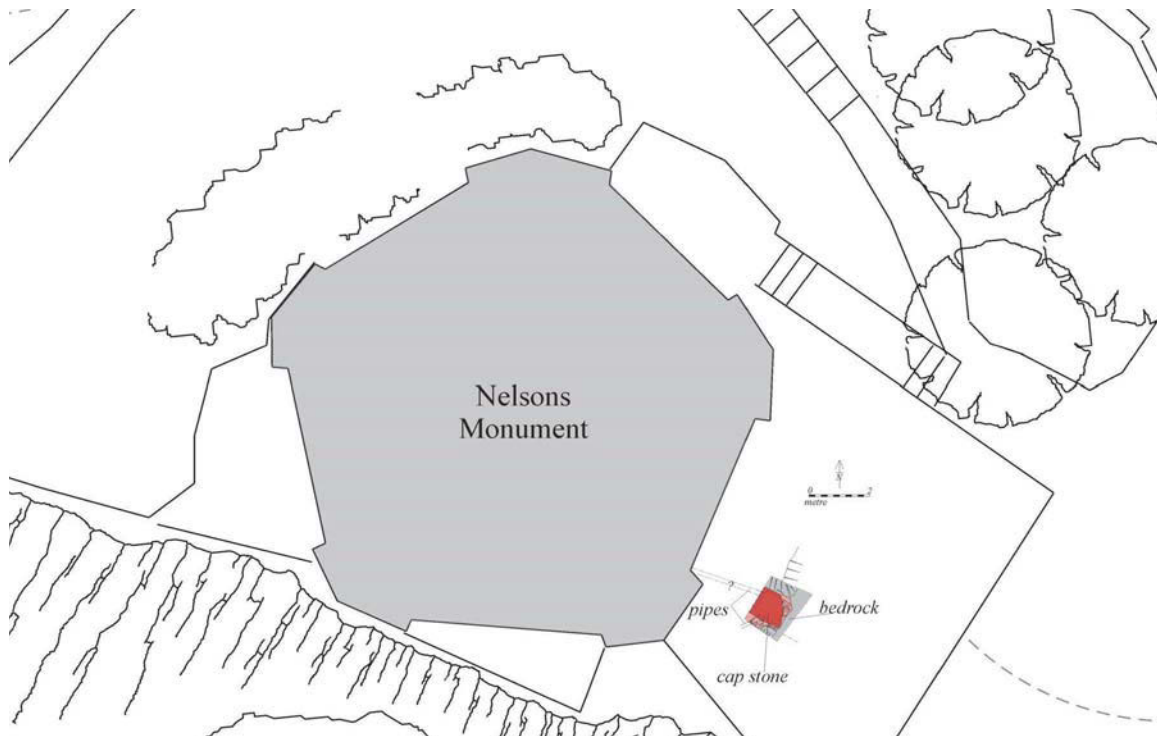 Nelsons
Monument
N
0 2
metre
?
pipes
bedrock
cap stone